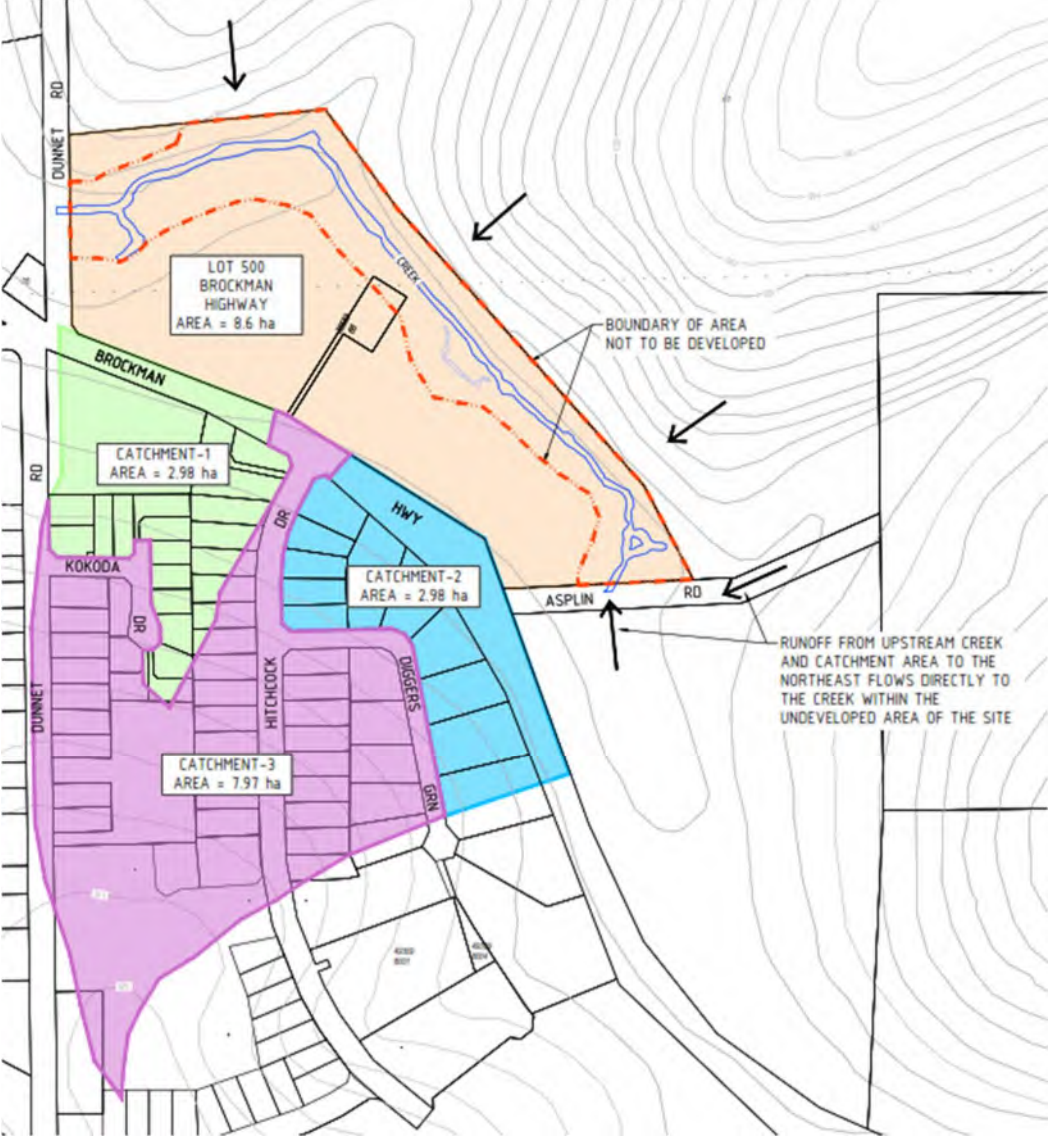 DUNNET
RD
LOT 500
BROCKMAN
HIGHWAY
AREA = 8.6 ha
CREEK
BOUNDARY OF AREA
NOT TO BE DEVELOPED
BROCKMAN
HWY
RD
CATCHMENT-1
AREA = 2.98 ha
DR
KOKODA
DR
CATCHMENT-2
AREA = 2.98 ha
ASPLIN
RD
RUNOFF FROM UPSTREAM CREEK
AND CATCHMENT AREA TO THE
NORTHEAST FLOWS DIRECTLY TO
THE CREEK WITHIN THE
UNDEVELOPED AREA OF THE SITE
DUNNET
HITCHCOCK
DIGGERS
GRN
CATCHMENT-3
AREA = 7.97 ha